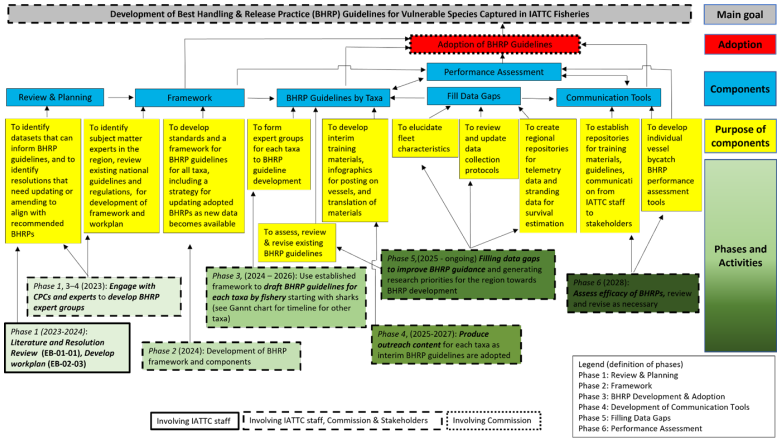 Development of Best Handling & Release Practice (BHRP) Guidelines for Vulnerable Species Captured in IATTC Fisheries
Main goal
Adoption of BHRP Guidelines
Adoption
Performance Assessment
Components
Review & Planning
Framework
BHRP Guidelines by Taxa
Fill Data Gaps
Communication Tools
To identify
datasets that can
inform BHRP
guidelines, and to
identify
resolutions that
need updating or
amending to
align with
recommended
BHRPs
To identify
subject matter
experts in the
region, review
existing national
guidelines and
regulations, for
development of
framework and
workplan
To develop
standards and a
framework for
BHRP guidelines
for all taxa,
including a
strategy for
updating adopted
BHRPs as new data
becomes available
To form
expert groups
for each taxa
to BHRP
guideline
development
To assess, review
& revise existing
BHRP guidelines
To develop
interim
training
materials,
infographics
for posting on
vessels, and
translation of
materials
To elucidate
fleet
characteristics
To review
and update
data
collection
protocols
To create
regional
repositories
for
telemetry
data and
stranding
data for
survival
estimation
To establish
repositories
for training
materials,
guidelines,
communicati
on from
IATTC staff
to
stakeholders
To develop
individual
vessel
bycatch
BHRP
performance
assessment
tools
Purpose of
components
Phase 1, 3–4 (2023): Engage with
CPCs and experts to develop BHRP
expert groups
Phase 1 (2023-2024):
Literature and Resolution
Review (EB-01-01), Develop
workplan (EB-02-03)
Phase 2 (2024): Development of BHRP
framework and components
Phase 3, (2024 – 2026): Use established
framework to draft BHRP guidelines for
each taxa by fishery starting with sharks
(see Gantt chart for timeline for other
taxa)
Phase 4, (2025-2027): Produce
outreach content for each taxa as
interim BHRP guidelines are adopted
Phase 5,(2025 - ongoing) Filling data gaps
to improve BHRP guidance and generating
research priorities for the region towards
BHRP development
Phase 6 (2028):
Assess efficacy of BHRPs, review
and revise as necessary
Phases and
Activities
Legend (definition of phases)
Phase 1: Review & Planning
Phase 2: Framework
Phase 3: BHRP Development & Adoption
Phase 4: Development of Communication Tools
Phase 5: Filling Data Gaps
Phase 6: Performance Assessment
Involving IATTC staff
Involving IATTC staff, Commission & Stakeholders
Involving Commission